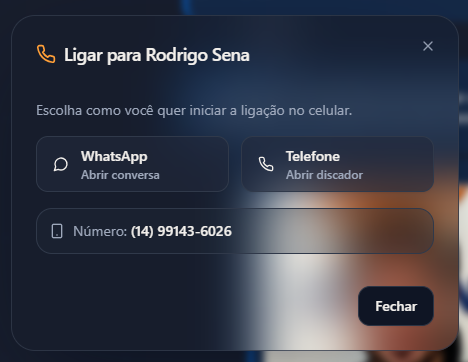 Ligar para Rodrigo Sena
Escolha como você quer iniciar a ligação no celular.
WhatsApp
Abrir conversa
Telefone
Abrir discador
Número: (14) 99143-6026
Fechar